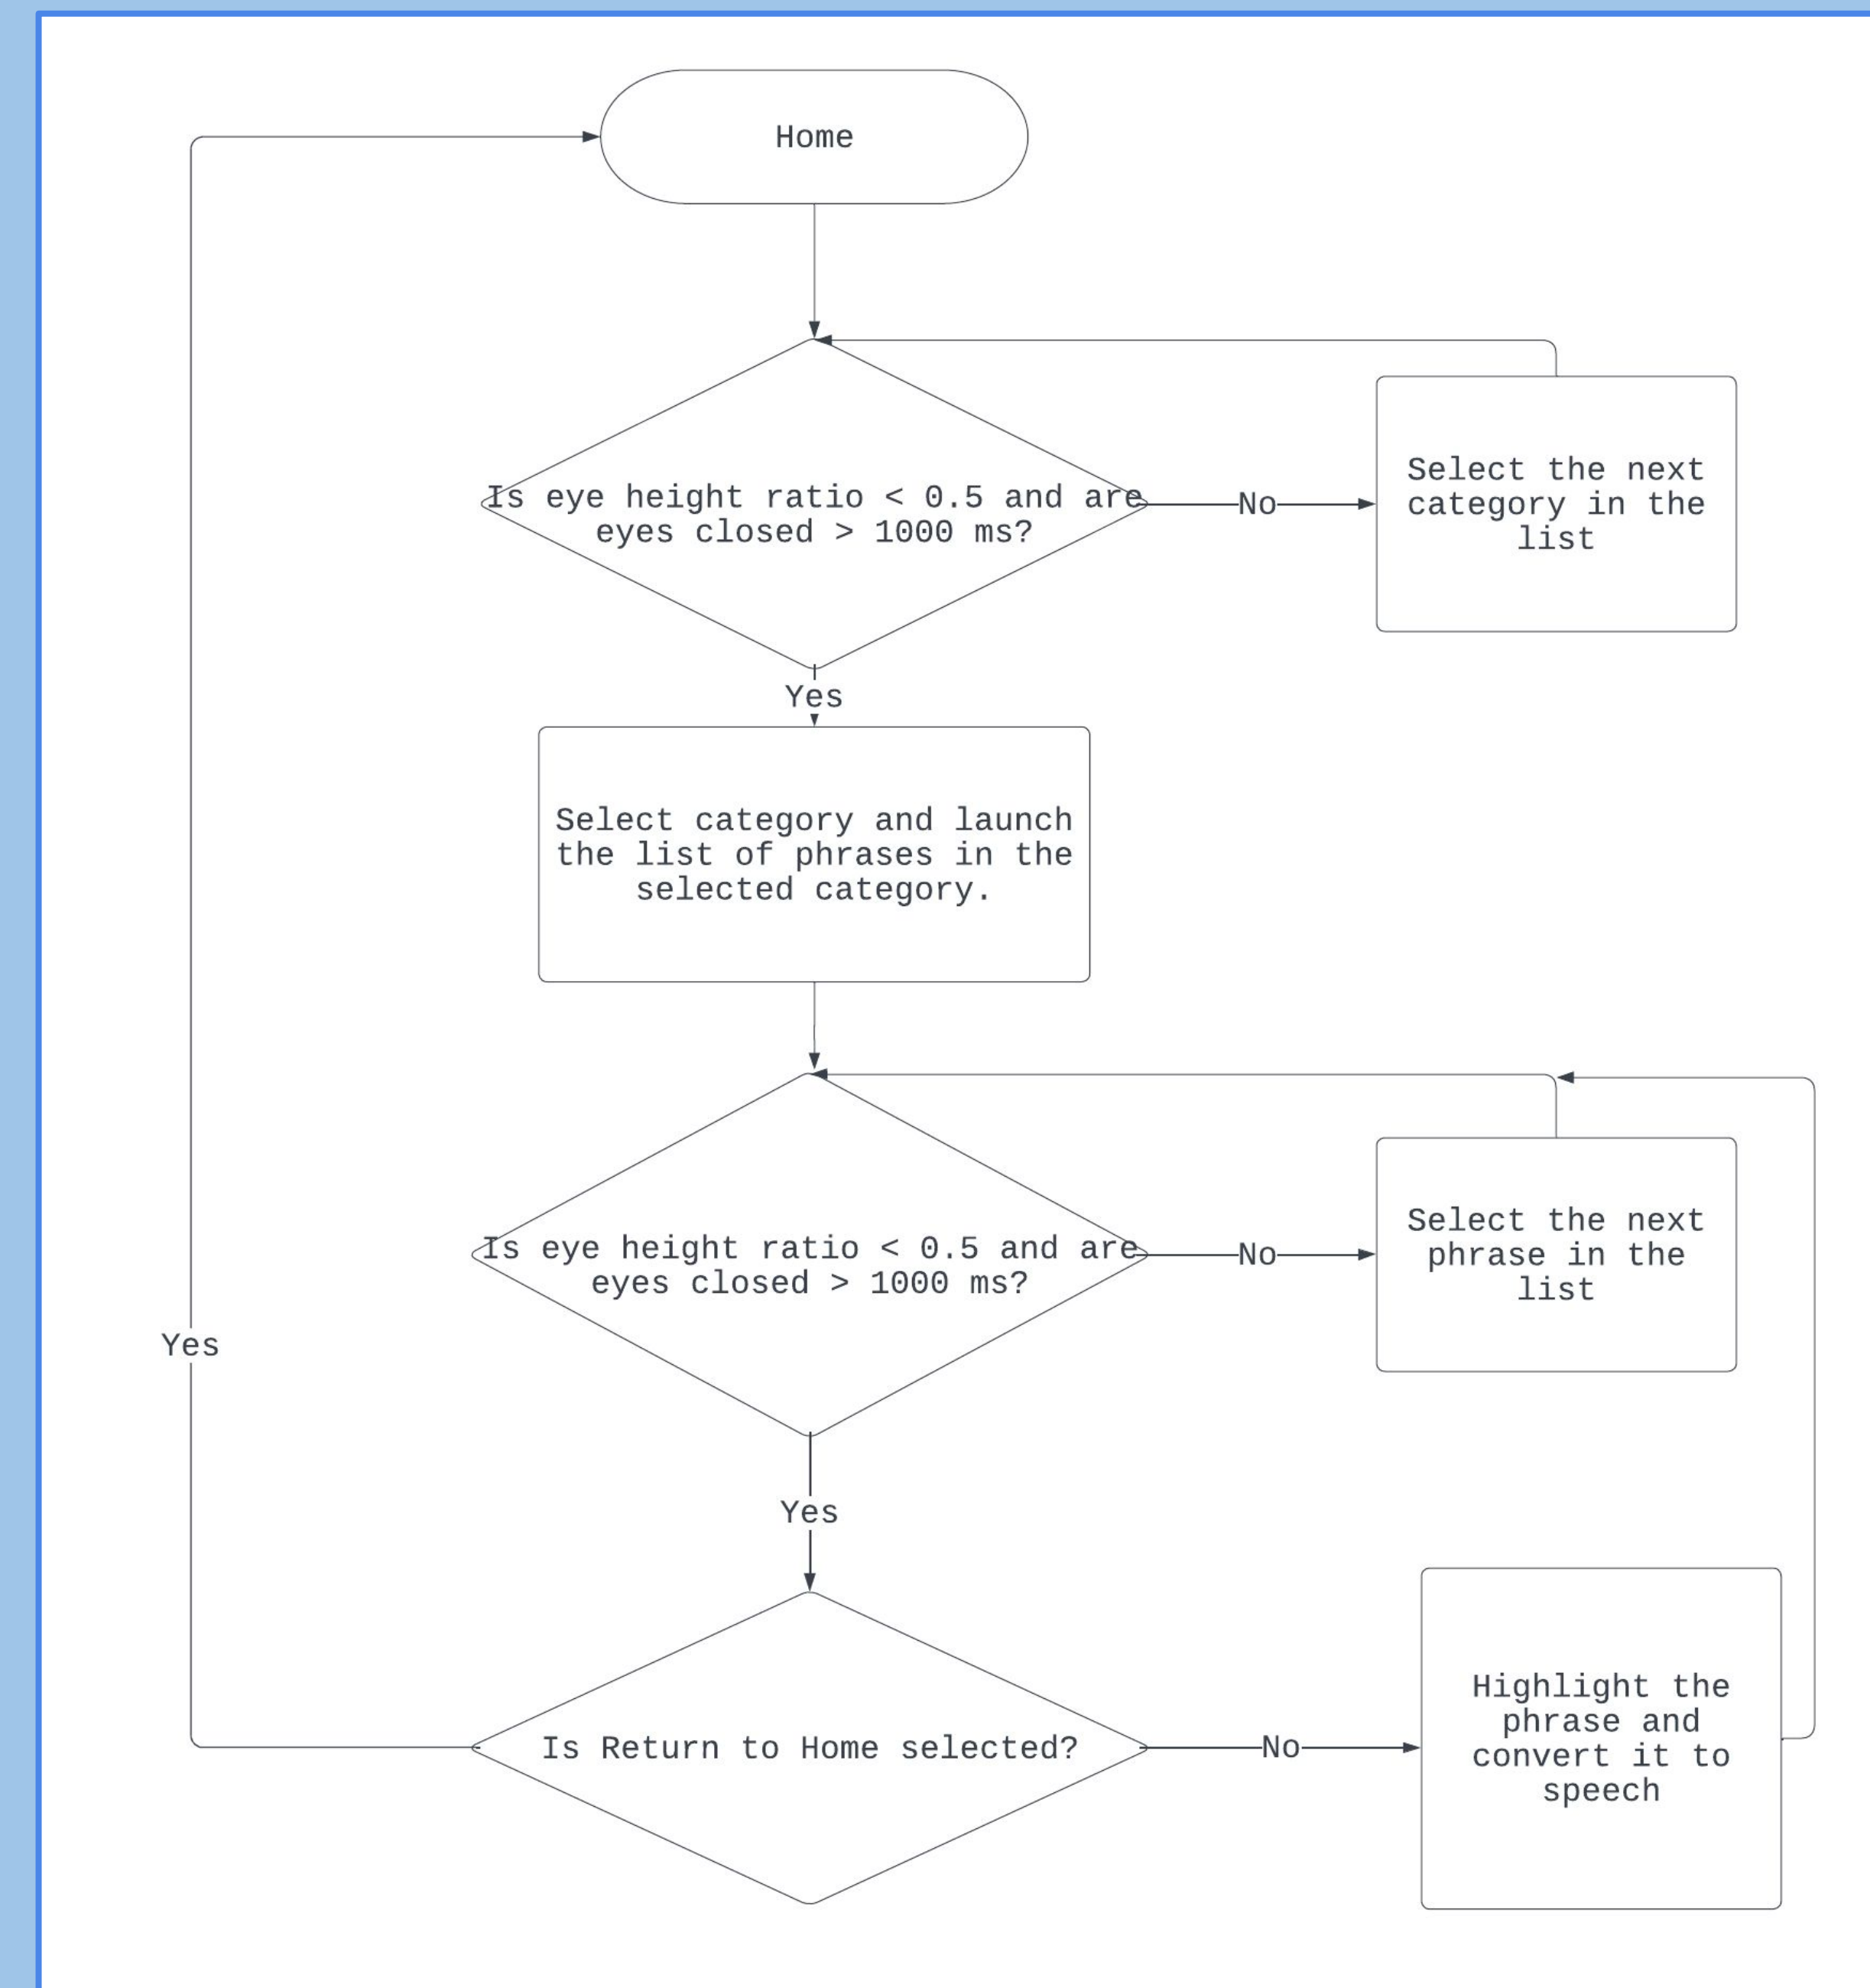 Home
Is eye height ratio < 0.5 and are
eyes closed > 1000 ms?
No
Select the next
category in the
list
Yes
Select category and launch
the list of phrases in the
selected category.
Is eye height ratio < 0.5 and are
eyes closed > 1000 ms?
No
Select the next
phrase in the
list
Yes
Yes
Is Return to Home selected?
No
Highlight the
phrase and
convert it to
speech